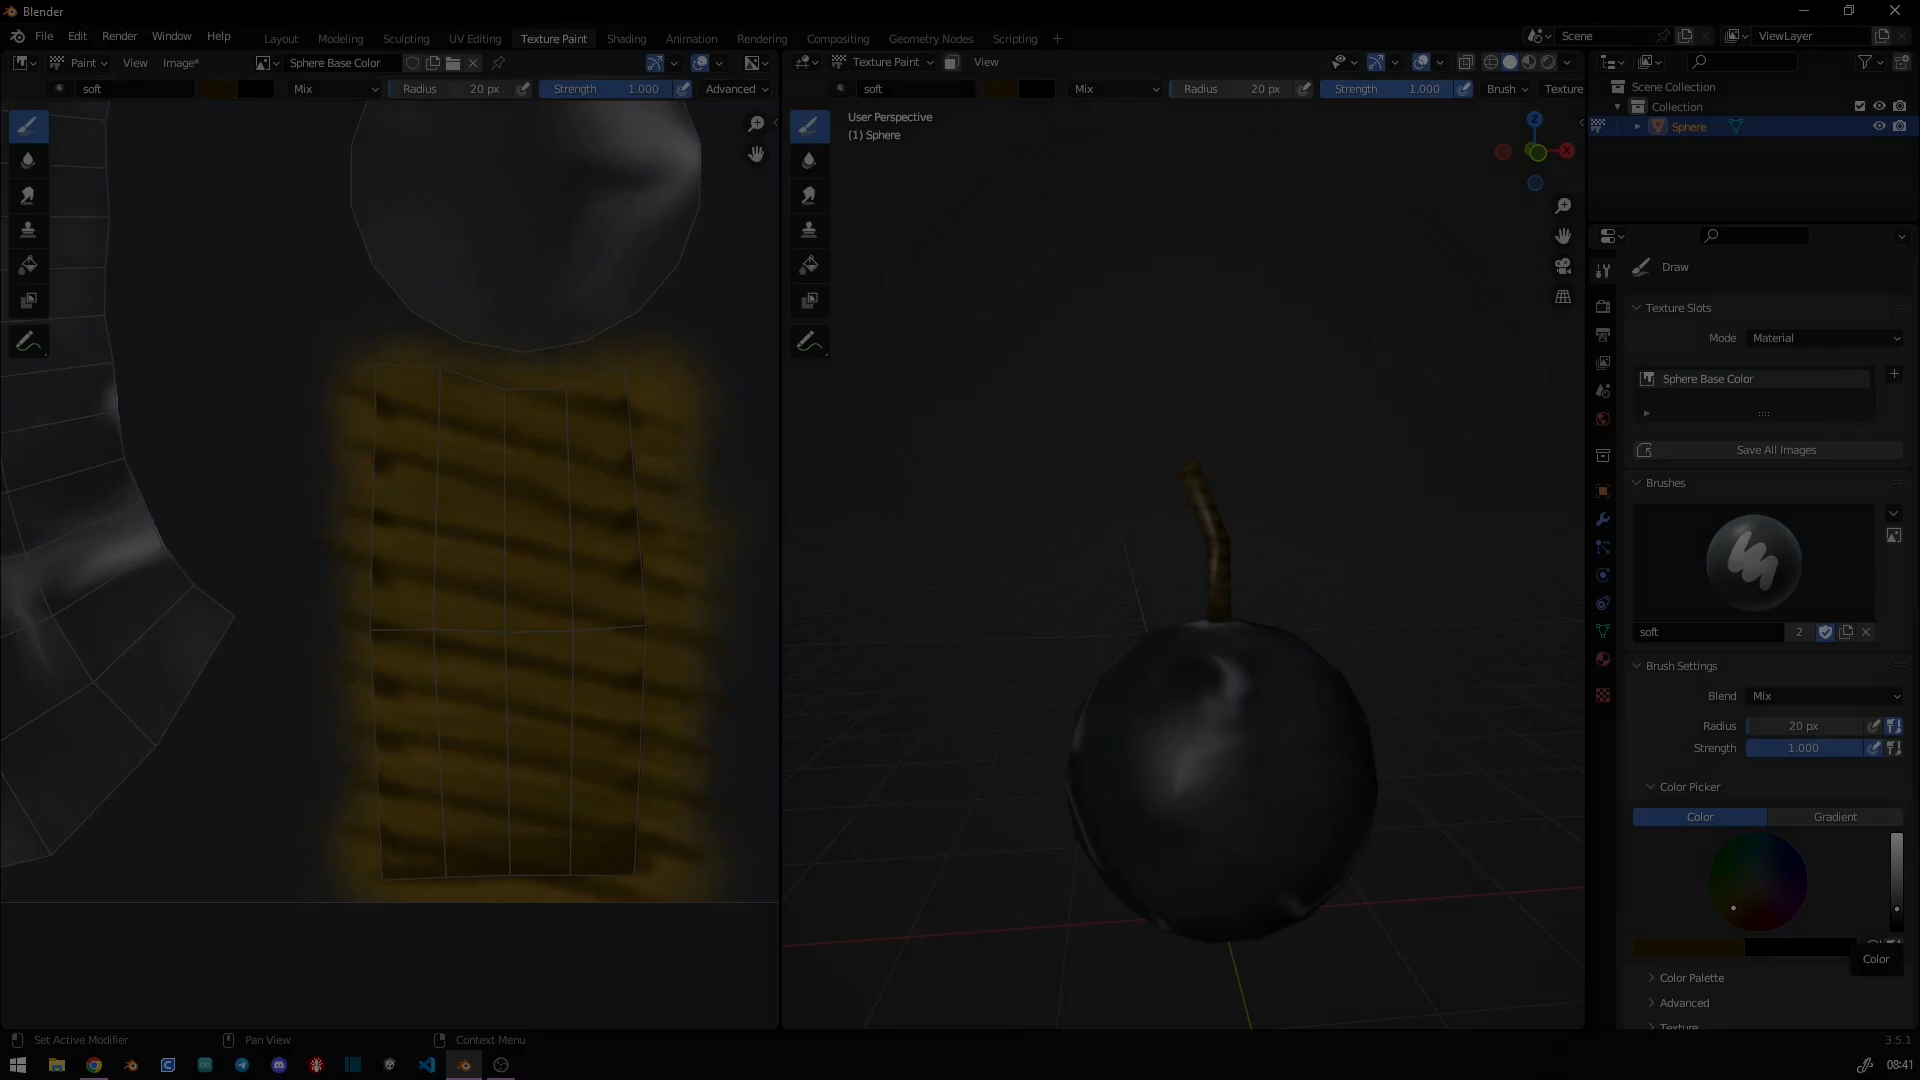 Blender
File Edit Render Window Help
Layout Modeling Sculpting UV Editing Texture Paint Shading Animation Rendering Compositing Geometry Nodes Scripting +
Scene
ViewLayer
Paint View Image* Sphere Base Color
Texture Paint View
soft Mix Radius 20 px Strength 1.000 Advanced
soft Mix Radius 20 px Strength 1.000 Brush Texture
User Perspective
(1) Sphere
Z
X
Scene Collection
Collection
Sphere
Draw
Texture Slots
Mode Material
Sphere Base Color
Save All Images
Brushes
soft 2
Brush Settings
Blend Mix
Radius 20 px
Strength 1.000
Color Picker
Color Gradient
Color
Color Palette
Advanced
Texture
Set Active Modifier Pan View Context Menu
3.5.1
08:41